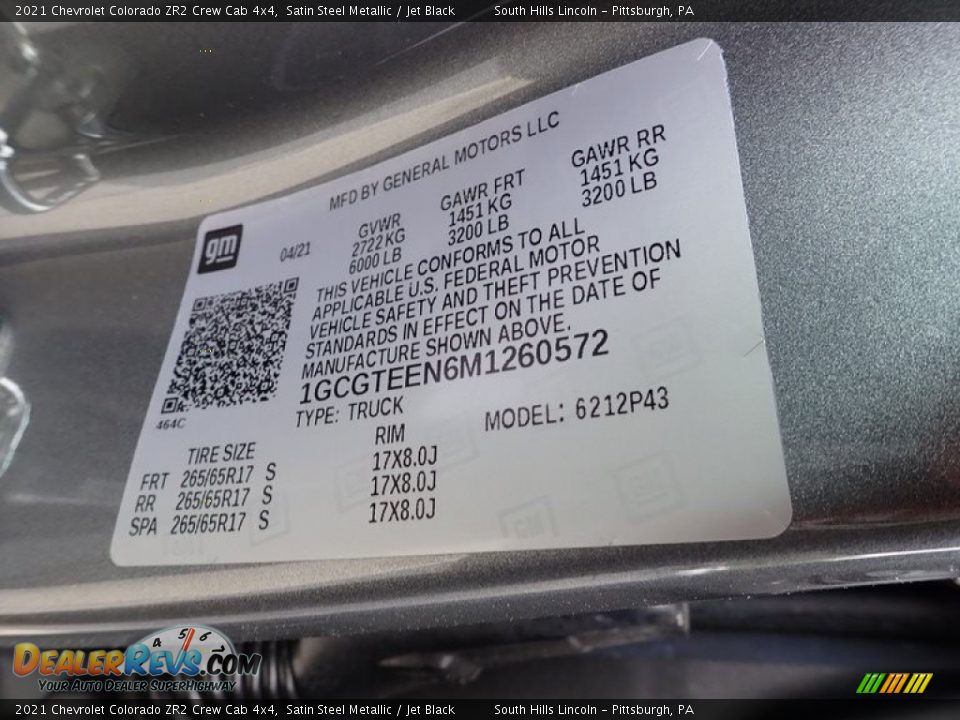 2021 Chevrolet Colorado ZR2 Crew Cab 4x4, Satin Steel Metallic / Jet Black South Hills Lincoln – Pittsburgh, PA
MFD BY GENERAL MOTORS LLC
gm
04/21
GVWR GAWR FRT GAWR RR
2722 KG 1451 KG 1451 KG
6000 LB 3200 LB 3200 LB
THIS VEHICLE CONFORMS TO ALL
APPLICABLE U.S. FEDERAL MOTOR
VEHICLE SAFETY AND THEFT PREVENTION
STANDARDS IN EFFECT ON THE DATE OF
MANUFACTURE SHOWN ABOVE.
1GCGTEEN6M1260572
464C
TYPE: TRUCK MODEL: 6212P43
TIRE SIZE RIM
FRT 265/65R17 S 17X8.0J
RR 265/65R17 S 17X8.0J
SPA 265/65R17 S 17X8.0J
4 5 6
DealerRevs.com
Your Auto Dealer SuperHighway
2021 Chevrolet Colorado ZR2 Crew Cab 4x4, Satin Steel Metallic / Jet Black South Hills Lincoln – Pittsburgh, PA